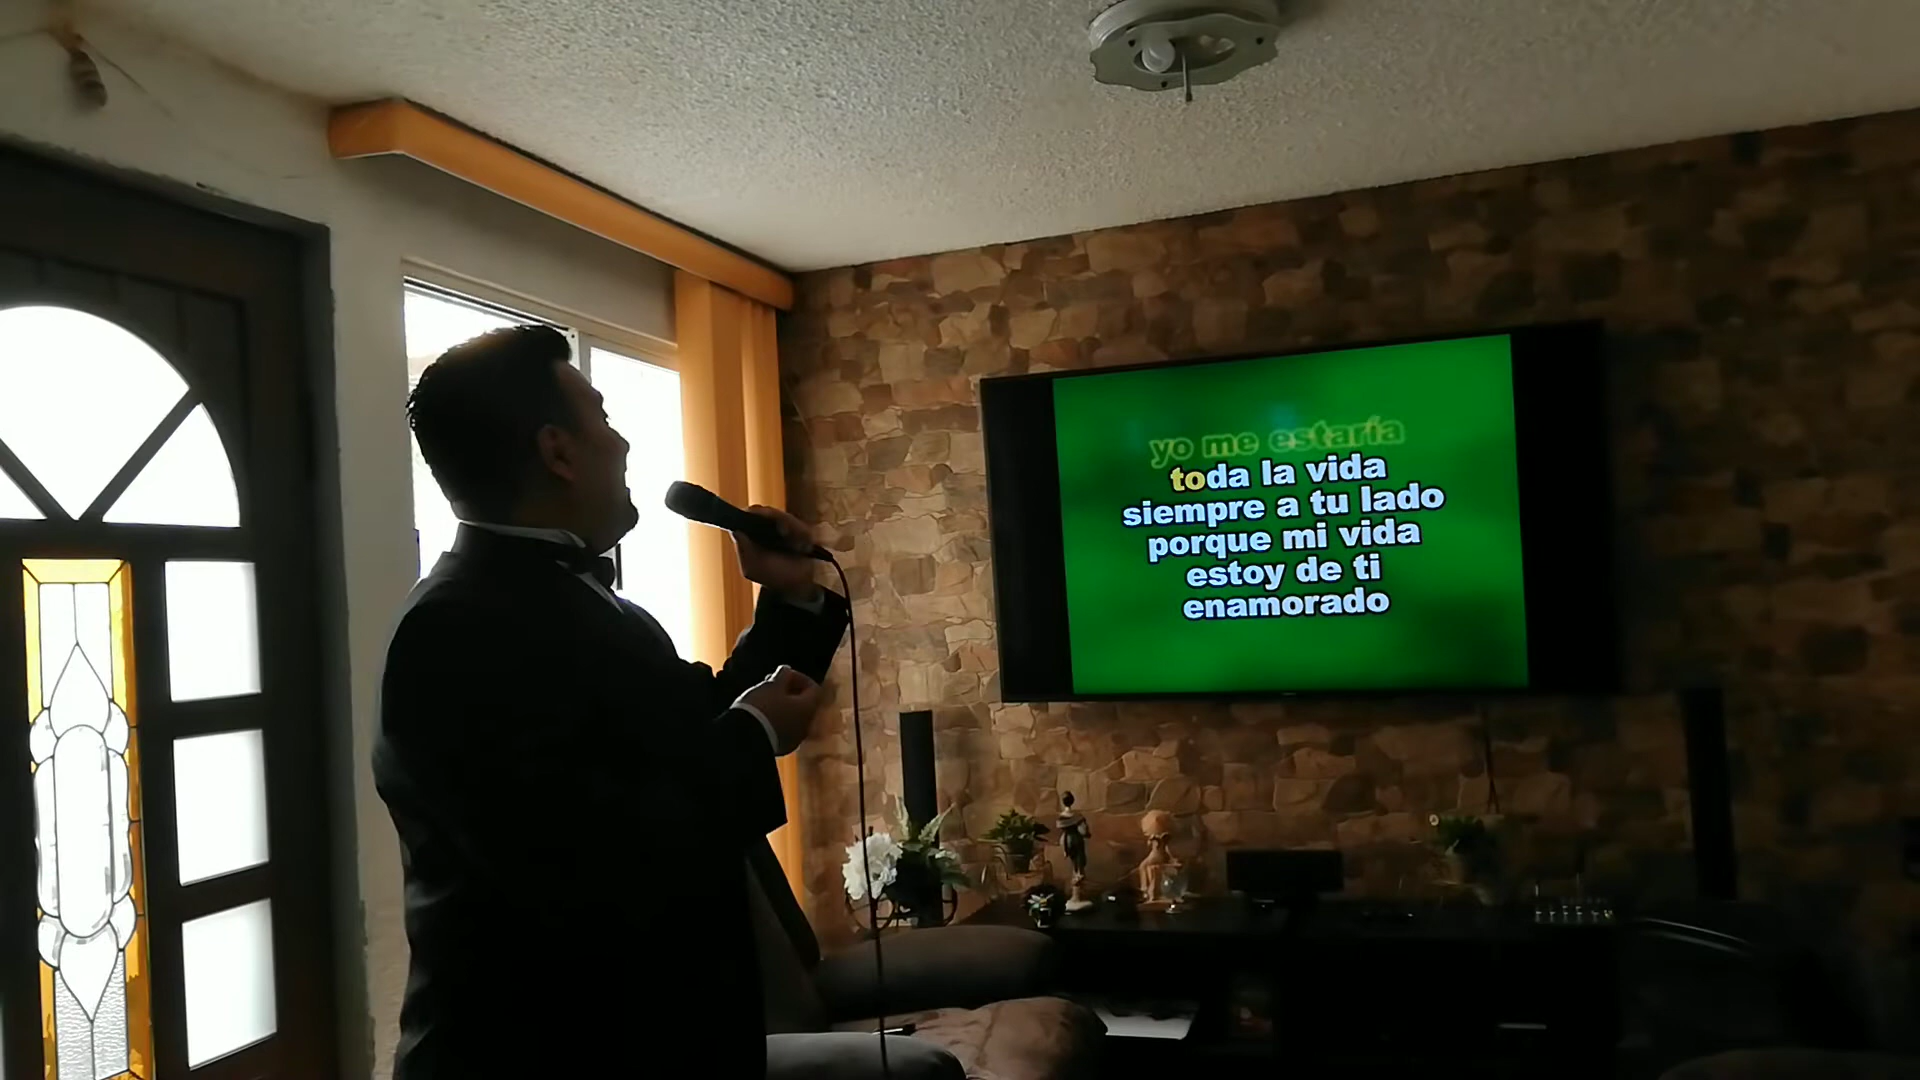 yo me estaría
toda la vida
siempre a tu lado
porque mi vida
estoy de ti
enamorado